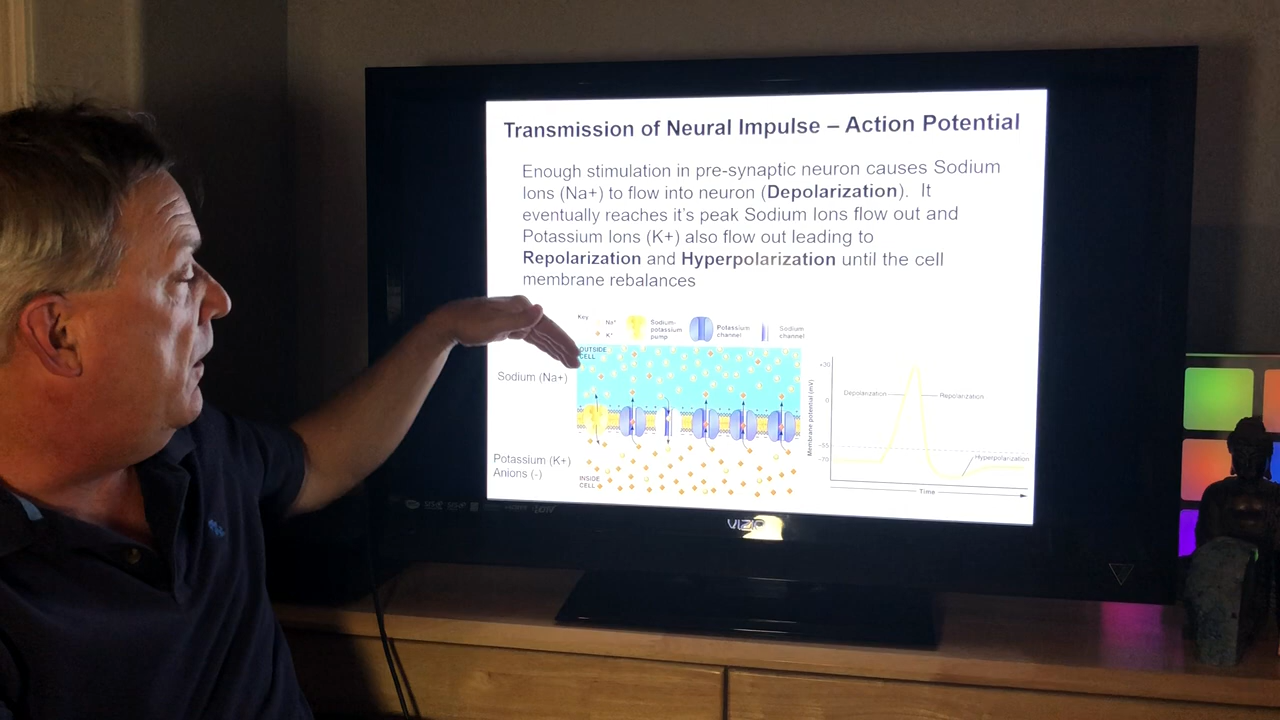 Transmission of Neural Impulse – Action Potential
Enough stimulation in pre-synaptic neuron causes Sodium
Ions (Na+) to flow into neuron (Depolarization). It
eventually reaches it's peak Sodium Ions flow out and
Potassium Ions (K+) also flow out leading to
Repolarization and Hyperpolarization until the cell
membrane rebalances
Key
Na+
K+
Sodium-
potassium
pump
Potassium
channel
Sodium
channel
OUTSIDE
CELL
Sodium (Na+)
Potassium (K+)
Anions (-)
INSIDE
CELL
Membrane potential (mV)
+30
0
-55
-70
Depolarization
Repolarization
Hyperpolarization
Time
VIZIO